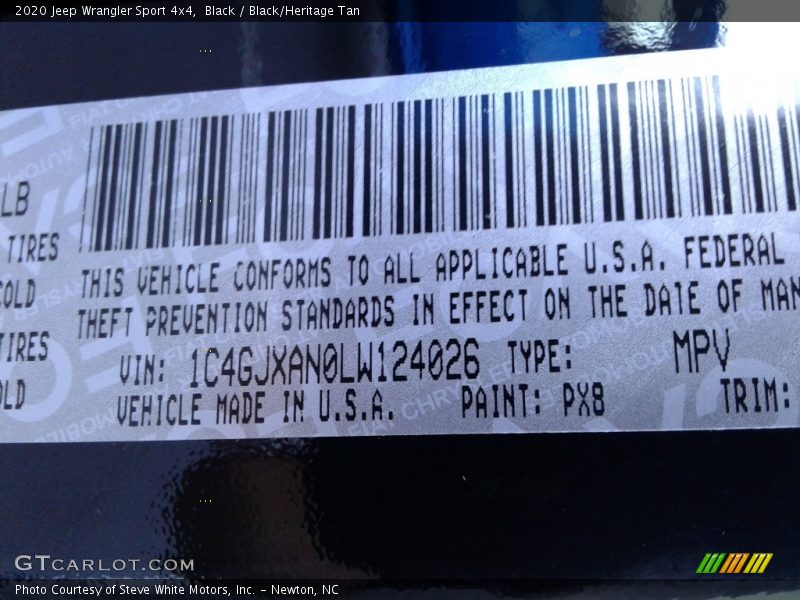 2020 Jeep Wrangler Sport 4x4,  Black / Black/Heritage Tan
LB
TIRES
COLD
TIRES
OLD
THIS VEHICLE CONFORMS TO ALL APPLICABLE U.S.A. FEDERAL
THEFT PREVENTION STANDARDS IN EFFECT ON THE DATE OF MAN
VIN: 1C4GJXAN0LW124026 TYPE: MPV
VEHICLE MADE IN U.S.A. PAINT: PX8 TRIM:
GTCARLOT.COM
Photo Courtesy of Steve White Motors, Inc. – Newton, NC